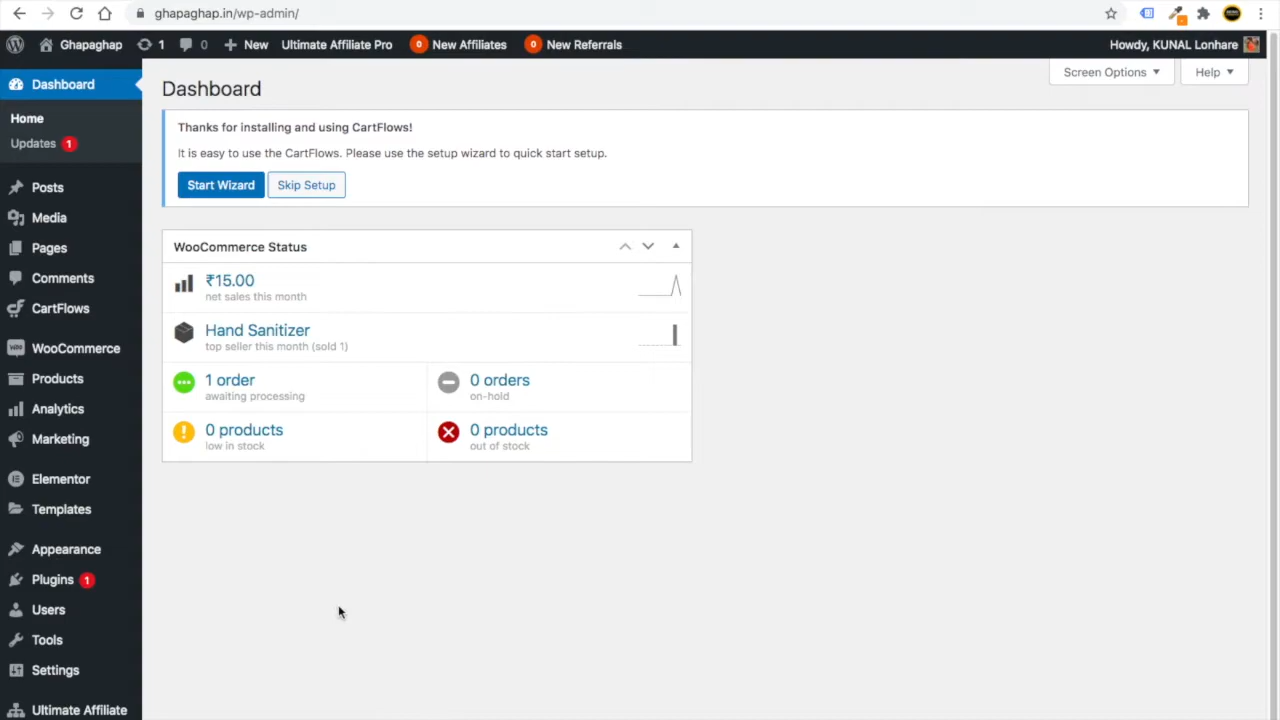 ghapaghap.in/wp-admin/
Ghapaghap 1 0 New Ultimate Affiliate Pro 0 New Affiliates 0 New Referrals Howdy, KUNAL Lonhare
Screen Options Help
Dashboard
Home
Updates 1
Posts
Media
Pages
Comments
CartFlows
WooCommerce
Products
Analytics
Marketing
Elementor
Templates
Appearance
Plugins 1
Users
Tools
Settings
Ultimate Affiliate
Dashboard
Thanks for installing and using CartFlows!
It is easy to use the CartFlows. Please use the setup wizard to quick start setup.
Start Wizard Skip Setup
WooCommerce Status
₹15.00
net sales this month
Hand Sanitizer
top seller this month (sold 1)
1 order
awaiting processing
0 orders
on-hold
0 products
low in stock
0 products
out of stock